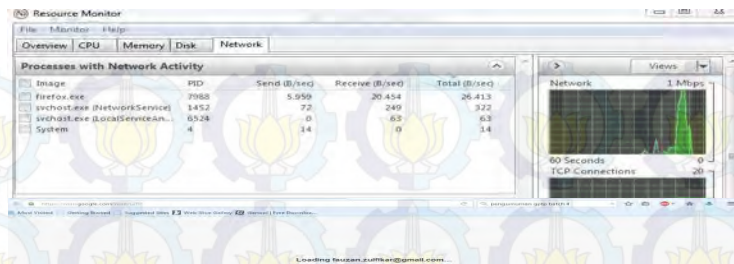 Resource Monitor
File Monitor Help
Overview CPU Memory Disk Network
Processes with Network Activity
Image PID Send (B/sec) Receive (B/sec) Total (B/sec)
firefox.exe 7988 5.959 20.454 26.413
svchost.exe (NetworkService) 1452 72 249 322
svchost.exe (LocalServiceAn... 6524 0 63 63
System 4 14 0 14
Views
Network 1 Mbps
60 Seconds 0
TCP Connections 20
Loading fauzan.zulfikar@gmail.com...